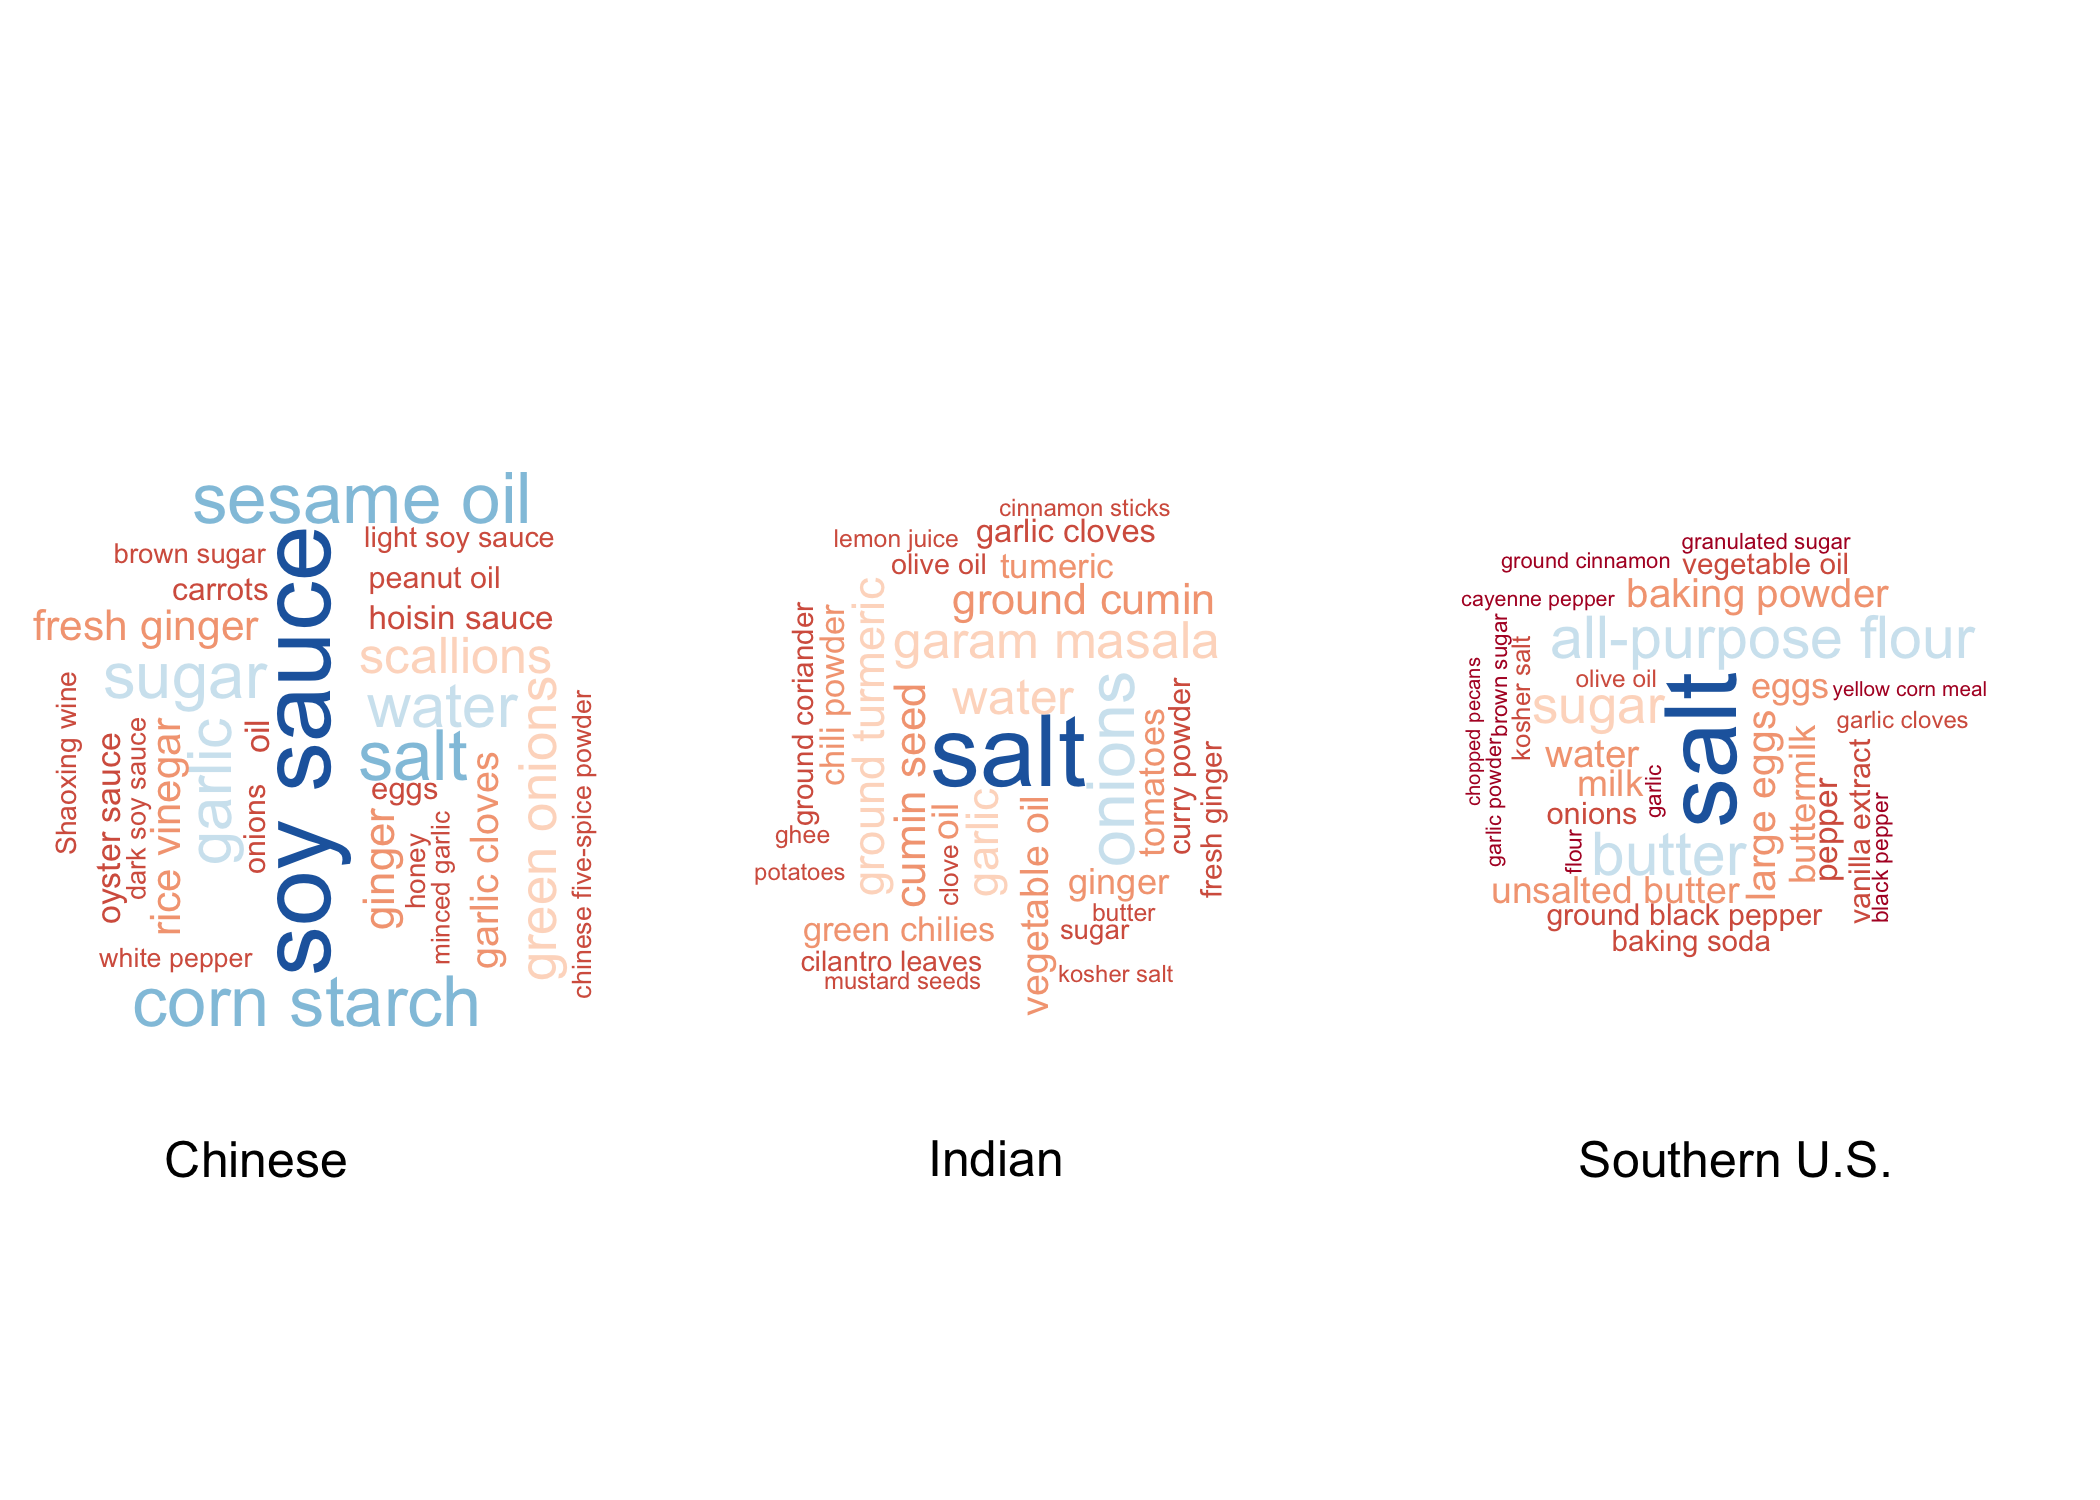 sesame oil
light soy sauce
brown sugar
peanut oil
carrots
hoisin sauce
fresh ginger
scallions
sugar
water
soy sauce
salt
eggs
Shaoxing wine
oyster sauce
dark soy sauce
rice vinegar
garlic
oil
onions
ginger
honey
minced garlic
garlic cloves
green onions
chinese five-spice powder
white pepper
corn starch
Chinese
cinnamon sticks
lemon juice
garlic cloves
olive oil
tumeric
ground cumin
garam masala
ground coriander
chili powder
ground turmeric
cumin seed
water
salt
onions
tomatoes
curry powder
fresh ginger
ghee
potatoes
clove
oil
garlic
vegetable oil
ginger
butter
green chilies
sugar
cilantro leaves
mustard seeds
kosher salt
Indian
granulated sugar
ground cinnamon
vegetable oil
cayenne pepper
baking powder
all-purpose flour
chopped pecans
garlic powder
brown sugar
kosher salt
olive oil
sugar
salt
eggs
yellow corn meal
garlic cloves
water
milk
garlic
onions
flour
butter
large eggs
buttermilk
pepper
vanilla extract
black pepper
unsalted butter
ground black pepper
baking soda
Southern U.S.